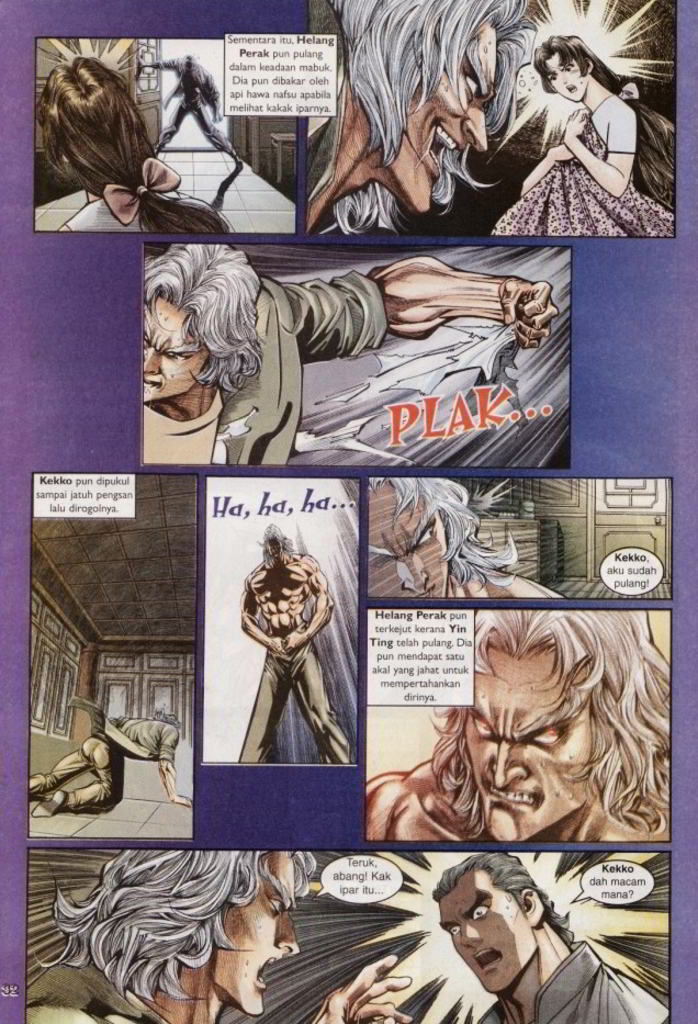 Sementara itu, Helang
Perak pun pulang
dalam keadaan mabuk.
Dia pun dibakar oleh
api hawa nafsu apabila
melihat kakak iparnya.
PLAK...
Kekko pun dipukul
sampai jatuh pengsan
lalu dirogolnya.
Ha, ha, ha...
Kekko,
aku sudah
pulang!
Helang Perak pun
terkejut kerana Yin
Ting telah pulang. Dia
pun mendapat satu
akal yang jahat untuk
mempertahankan
dirinya.
Teruk,
abang! Kak
ipar itu...
Kekko
dah macam
mana?
32